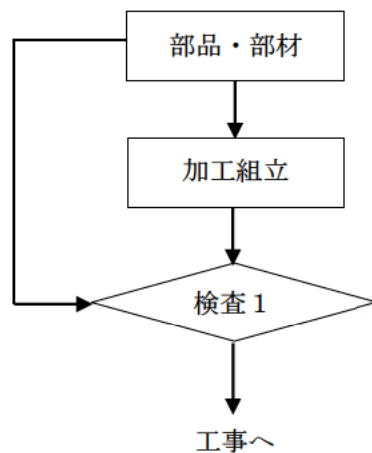 部品・部材
加工組立
検査１
工事へ